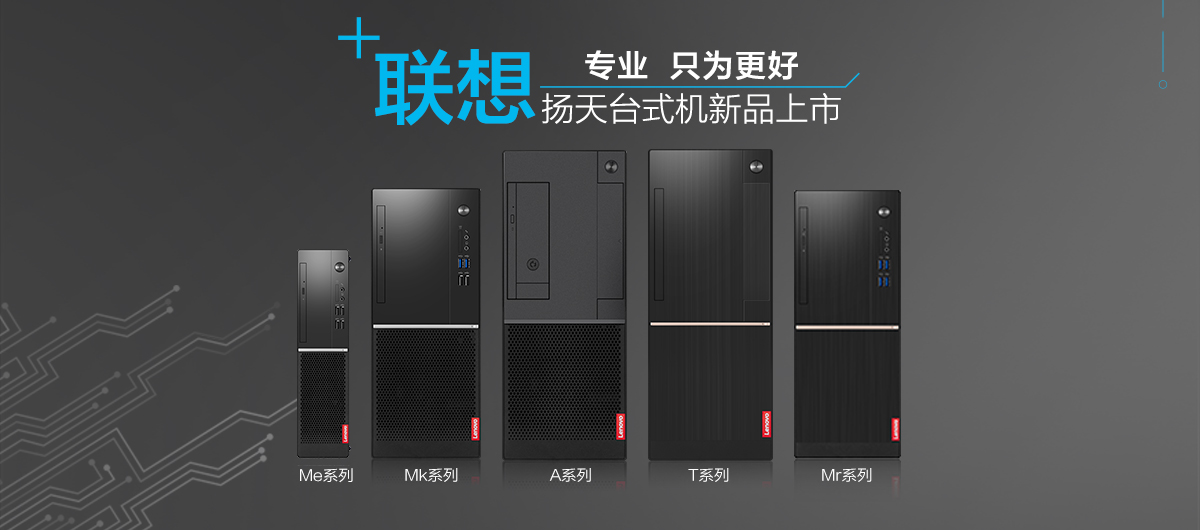 联想
专业 只为更好
扬天台式机新品上市
Lenovo
Lenovo
Lenovo
Lenovo
Lenovo
Me系列
Mk系列
A系列
T系列
Mr系列